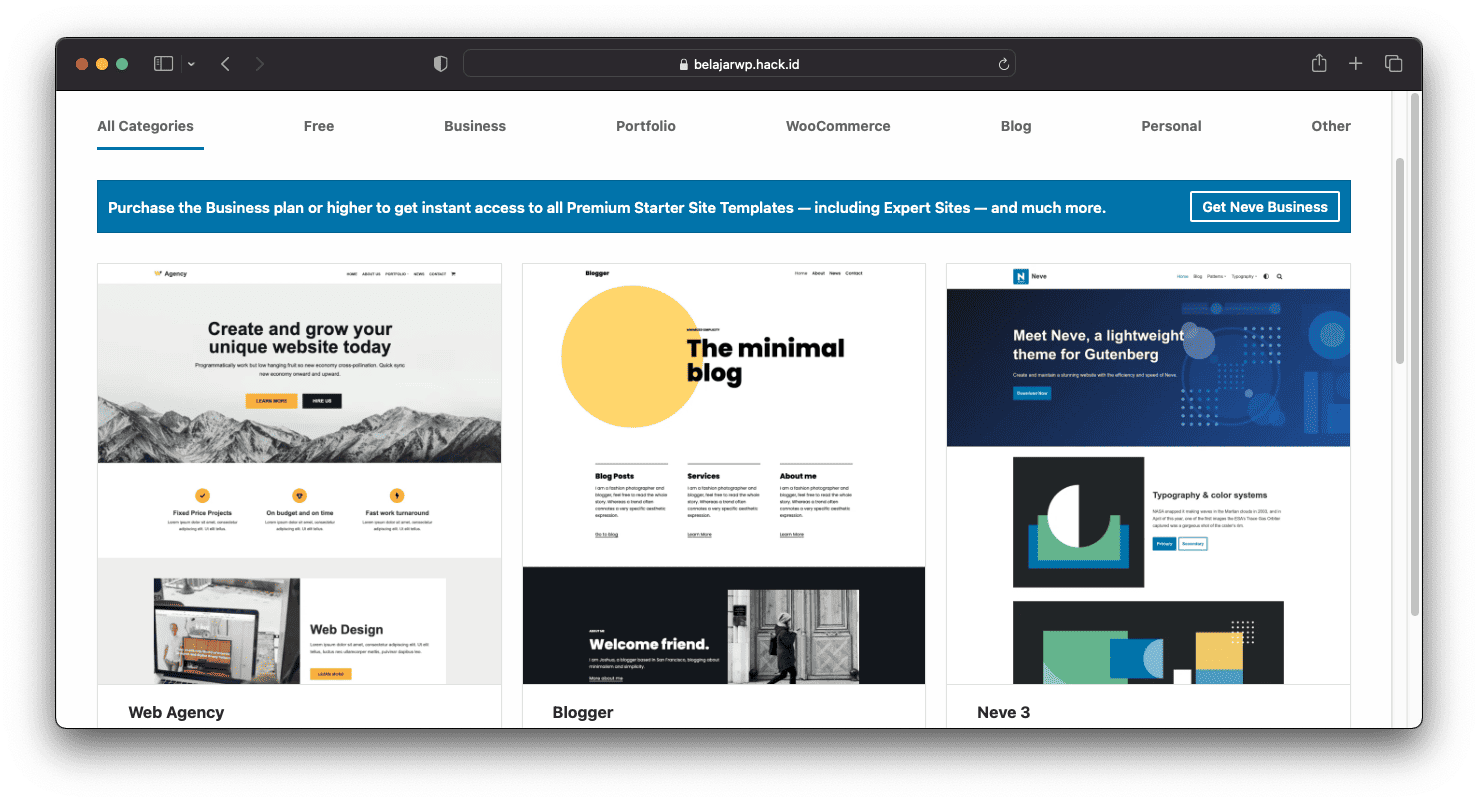 belajarwp.hack.id
All Categories Free Business Portfolio WooCommerce Blog Personal Other
Purchase the Business plan or higher to get instant access to all Premium Starter Site Templates — including Expert Sites — and much more.
Get Neve Business
Agency
HOME ABOUT US PORTFOLIO NEWS CONTACT
Create and grow your
unique website today
Programmatically work but low hanging fruit so new economy cross-pollination. Quick sync
new economy onward and upward.
LEARN MORE HIRE US
Fixed Price Projects
Lorem ipsum dolor sit amet, consectetur
adipiscing elit. Ut elit tellus.
On budget and on time
Lorem ipsum dolor sit amet, consectetur
adipiscing elit. Ut elit tellus.
Fast work turnaround
Lorem ipsum dolor sit amet, consectetur
adipiscing elit. Ut elit tellus.
Web Design
Lorem ipsum dolor sit amet, consectetur adipiscing elit. Ut elit
tellus, luctus nec ullamcorper mattis, pulvinar dapibus leo.
LEARN MORE
Web Agency
Blogger
Home About News Contact
The minimal
blog
Blog Posts
I am a fashion photographer and
blogger, feel free to read the whole
story. Whereas a trend often
connotes a very specific aesthetic
expression.
Go to blog
Services
I am a fashion photographer and
blogger, feel free to read the whole
story. Whereas a trend often
connotes a very specific aesthetic
expression.
Learn More
About me
I am a fashion photographer and
blogger, feel free to read the whole
story. Whereas a trend often
connotes a very specific aesthetic
expression.
Learn More
ABOUT ME
Welcome friend.
I am Joshua, a blogger based in San Francisco, blogging about
minimalism and simplicity.
More about me
Blogger
N Neve
Home Blog Patterns Typography
Meet Neve, a lightweight
theme for Gutenberg
Create and maintain a stunning website with the efficiency and speed of Neve.
Download Now
Typography & color systems
NASA snapped it making waves in the Martian clouds in 2003, and in
April of this year, one of the first images the ESA's Trace Gas Orbiter
captured was a gorgeous shot of the crater's rim.
Primary Secondary
Neve 3